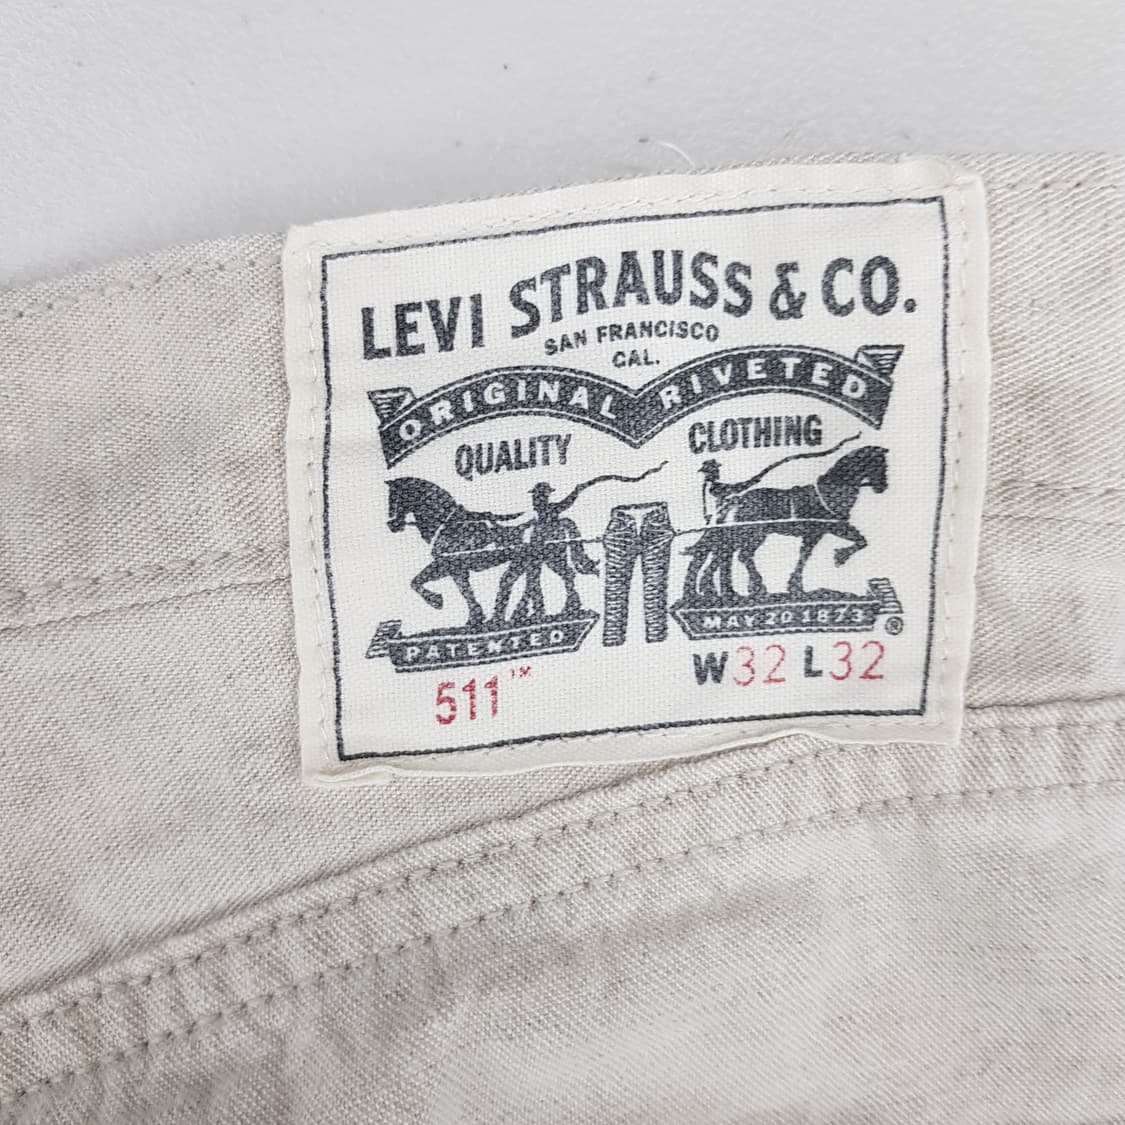 LEVI STRAUSS & CO.
SAN FRANCISCO
CAL.
ORIGINAL RIVETED
QUALITY CLOTHING
PATENTED MAY 20 1873 ®
511™ W32 L32